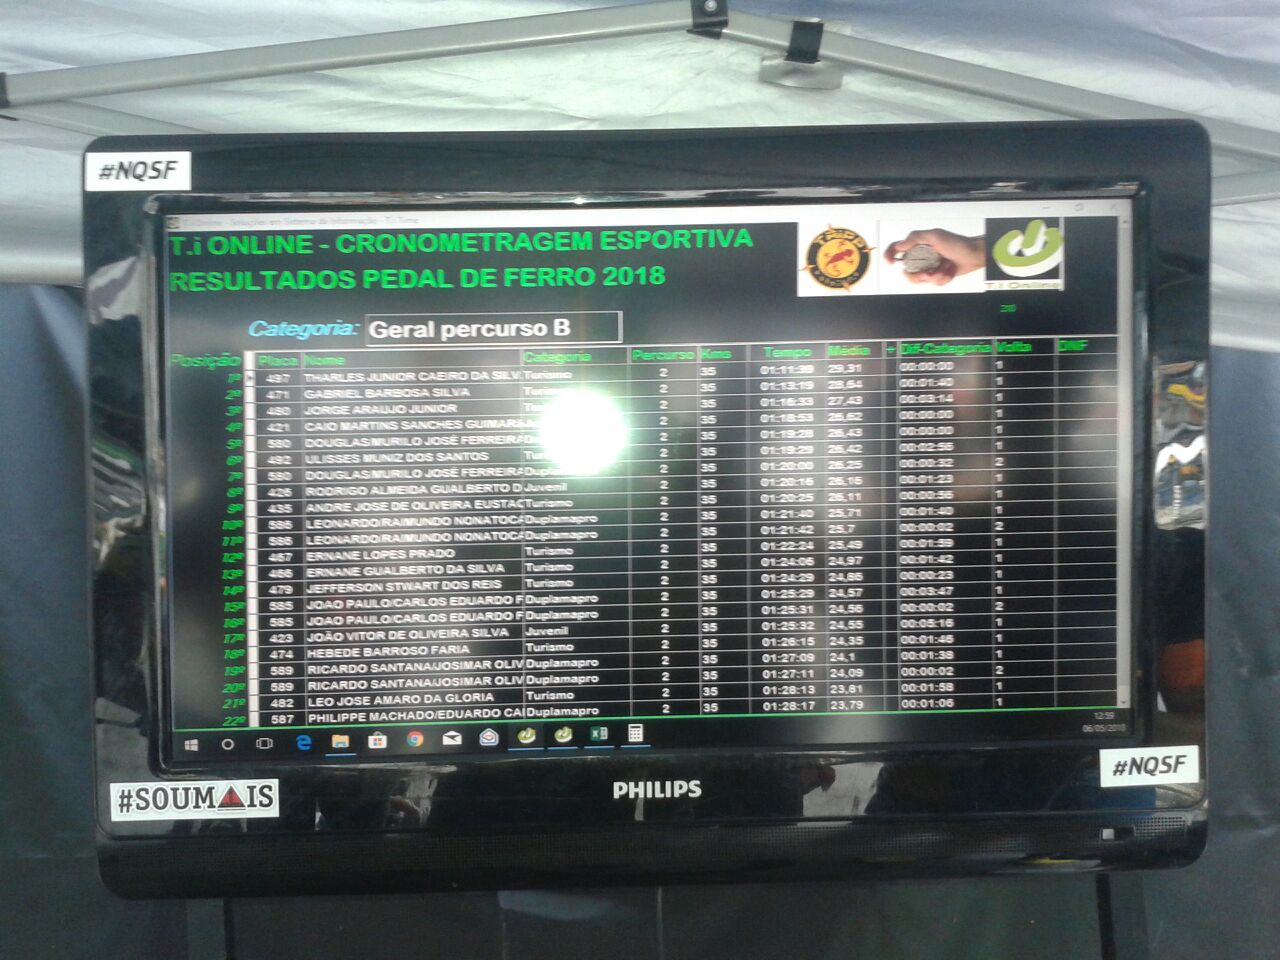 #NQSF
T.i ONLINE - CRONOMETRAGEM ESPORTIVA
RESULTADOS PEDAL DE FERRO 2018
T.I Online
Categoria: Geral percurso B
Posição Placa Nome Categoria Percurso Kms Tempo Média + Dif-Categoria Volta DNF
1º 497 THARLES JUNIOR CAEIRO DA SILV Turismo 2 35 01:11:39 29,31 00:00:00 1
2º 471 GABRIEL BARBOSA SILVA 2 35 01:13:19 28,64 00:01:40 1
3º 480 JORGE ARAUJO JUNIOR 2 35 01:16:33 27,43 00:03:14 1
4º 421 CAIO MARTINS SANCHES GUIMAR 2 35 01:18:53 26,62 00:00:00 1
5º 580 DOUGLAS/MURILO JOSÉ FERREIRA 2 35 01:19:28 26,43 00:00:00 1
6º 492 ULISSES MUNIZ DOS SANTOS 2 35 01:19:29 26,42 00:02:56 1
7º 580 DOUGLAS/MURILO JOSÉ FERREIRA 2 35 01:20:00 26,25 00:00:32 2
8º 426 RODRIGO ALMEIDA GUALBERTO D Juvenil 2 35 01:20:16 26,16 00:01:23 1
9º 435 ANDRE JOSE DE OLIVEIRA EUSTAQ Turismo 2 35 01:20:25 26,11 00:00:56 1
10º 586 LEONARDO/RAIMUNDO NONATOCA Duplamapro 2 35 01:21:40 25,71 00:01:40 1
11º 586 LEONARDO/RAIMUNDO NONATOCA Duplamapro 2 35 01:21:42 25,7 00:00:02 2
12º 467 ERNANE LOPES PRADO Turismo 2 35 01:22:24 25,49 00:01:59 1
13º 466 ERNANE GUALBERTO DA SILVA Turismo 2 35 01:24:06 24,97 00:01:42 1
14º 479 JEFFERSON STWART DOS REIS Turismo 2 35 01:24:29 24,86 00:00:23 1
15º 585 JOAO PAULO/CARLOS EDUARDO F Duplamapro 2 35 01:25:29 24,57 00:03:47 1
16º 585 JOAO PAULO/CARLOS EDUARDO F Duplamapro 2 35 01:25:31 24,56 00:00:02 2
17º 423 JOÃO VITOR DE OLIVEIRA SILVA Juvenil 2 35 01:25:32 24,55 00:05:16 1
18º 474 HEBEDE BARROSO FARIA Turismo 2 35 01:26:15 24,35 00:01:46 1
19º 589 RICARDO SANTANA/JOSIMAR OLIV Duplamapro 2 35 01:27:09 24,1 00:01:38 1
20º 589 RICARDO SANTANA/JOSIMAR OLIV Duplamapro 2 35 01:27:11 24,09 00:00:02 2
21º 482 LEO JOSE AMARO DA GLORIA Turismo 2 35 01:28:13 23,81 00:01:58 1
22º 587 PHILIPPE MACHADO/EDUARDO CA Duplamapro 2 35 01:28:17 23,79 00:01:06 1
12:59
06/05/2018
#NQSF
#SOUMAIS
PHILIPS